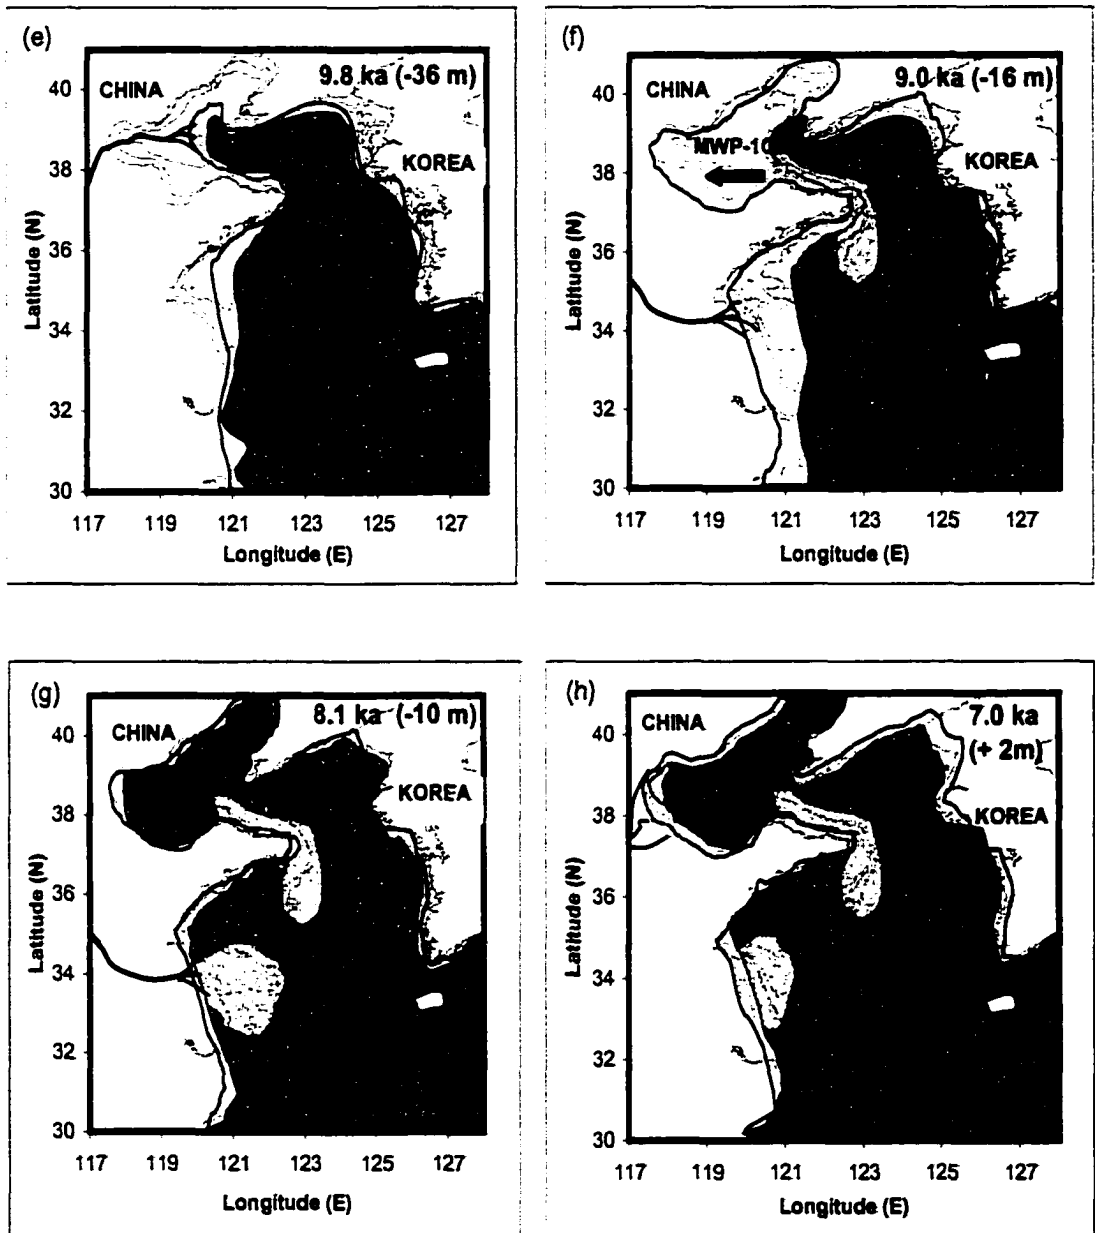 (e)
9.8 ka (-36 m)
CHINA
KOREA
Latitude (N)
40
38
36
34
32
30
117 119 121 123 125 127
Longitude (E)
(f)
9.0 ka (-16 m)
CHINA
MWP-1C
KOREA
Latitude (N)
40
38
36
34
32
30
117 119 121 123 125 127
Longitude (E)
(g)
8.1 ka (-10 m)
CHINA
KOREA
Latitude (N)
40
38
36
34
32
30
117 119 121 123 125 127
Longitude (E)
(h)
7.0 ka
(+ 2m)
CHINA
KOREA
Latitude (N)
40
38
36
34
32
30
117 119 121 123 125 127
Longitude (E)